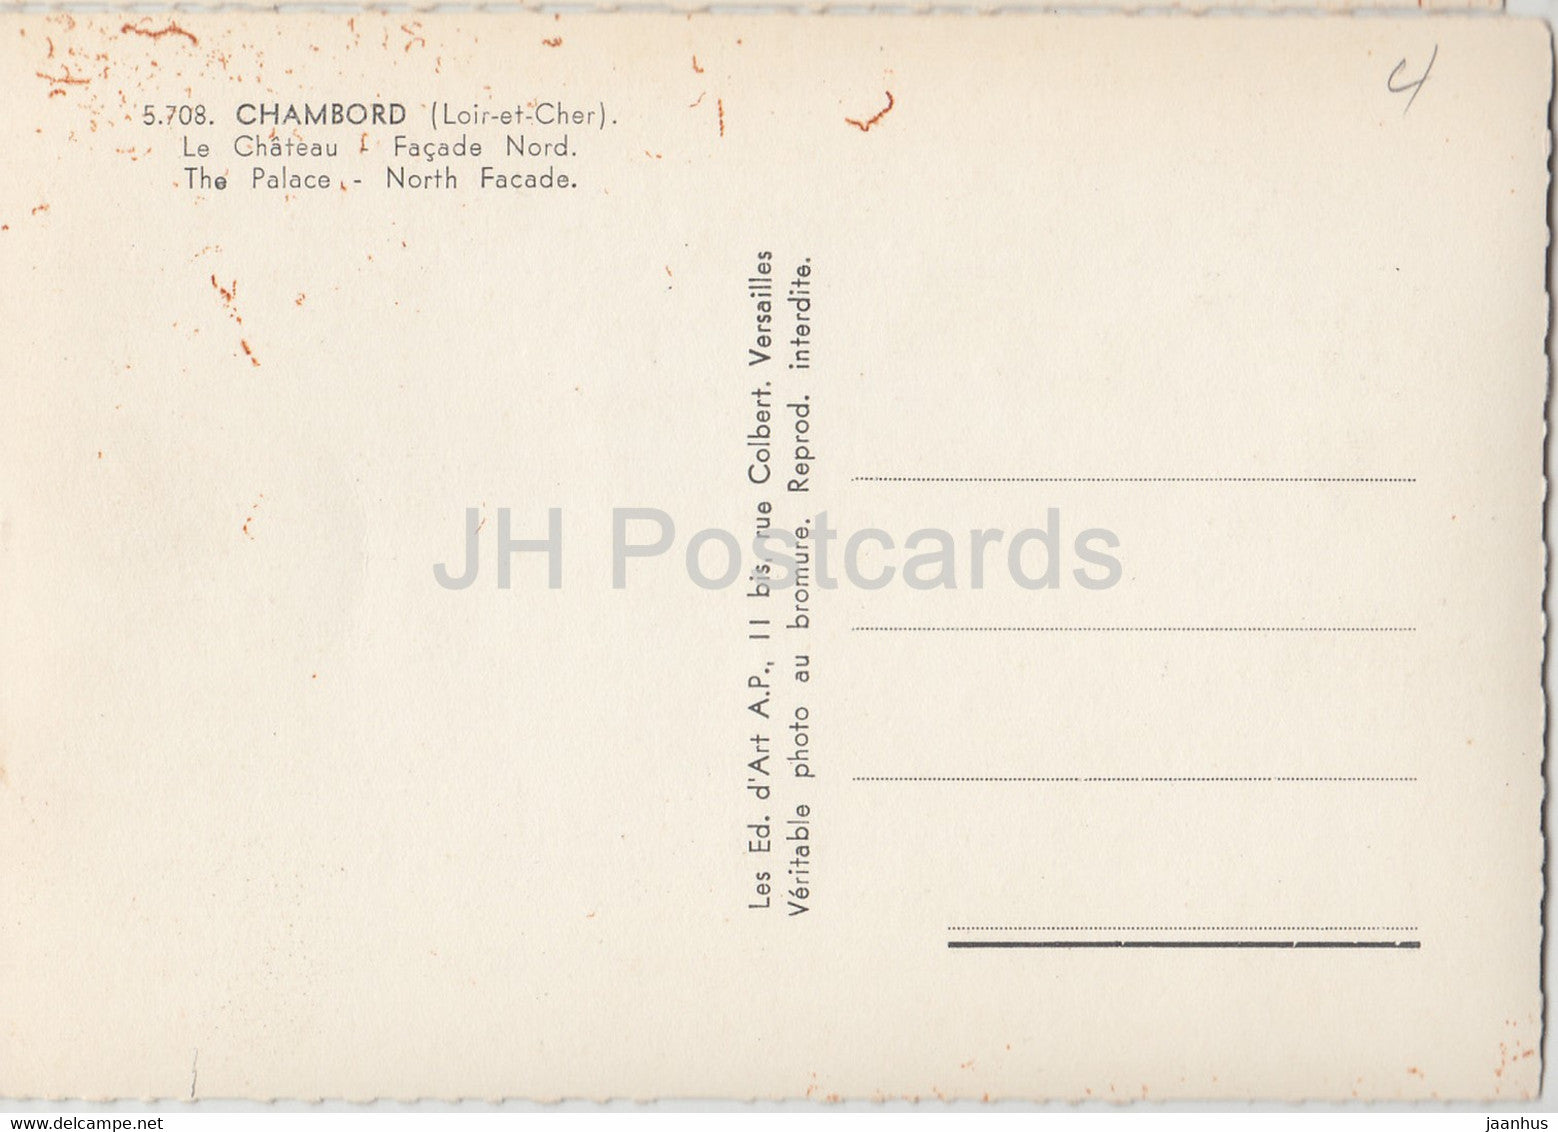 5.708. CHAMBORD (Loir-et-Cher).
Le Château - Façade Nord.
The Palace - North Facade.
4
Les Ed. d'Art A.P., 11 bis, rue Colbert. Versailles
Véritable photo au bromure. Reprod. interdite.
JH Postcards
delcampe.net
jaanhus